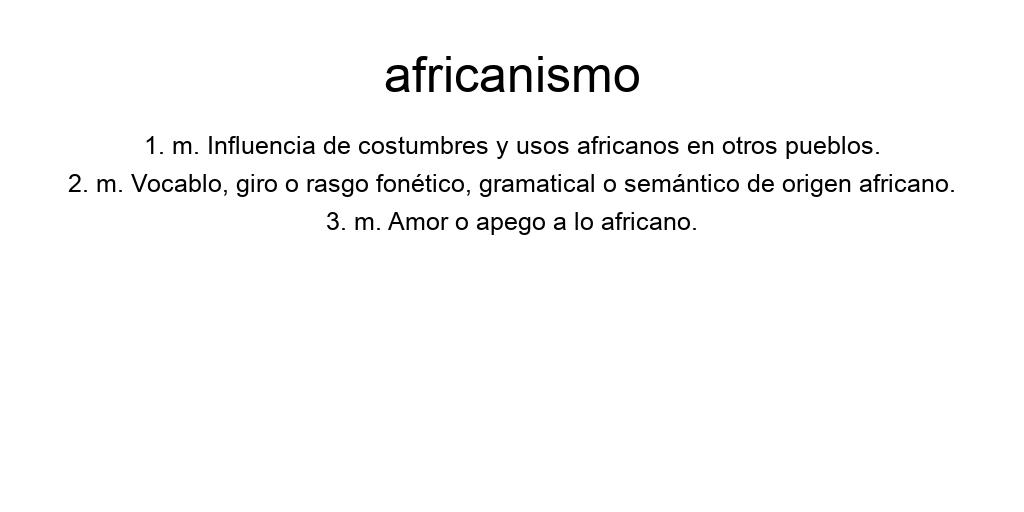 africanismo
1. m. Influencia de costumbres y usos africanos en otros pueblos.
2. m. Vocablo, giro o rasgo fonético, gramatical o semántico de origen africano.
3. m. Amor o apego a lo africano.